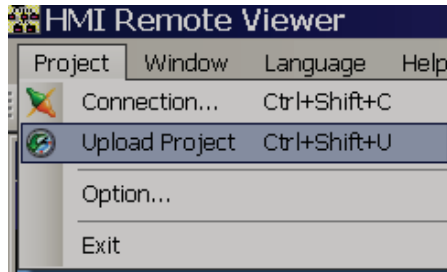 HMI Remote Viewer
Project Window Language Help
Connection... Ctrl+Shift+C
Upload Project Ctrl+Shift+U
Option...
Exit